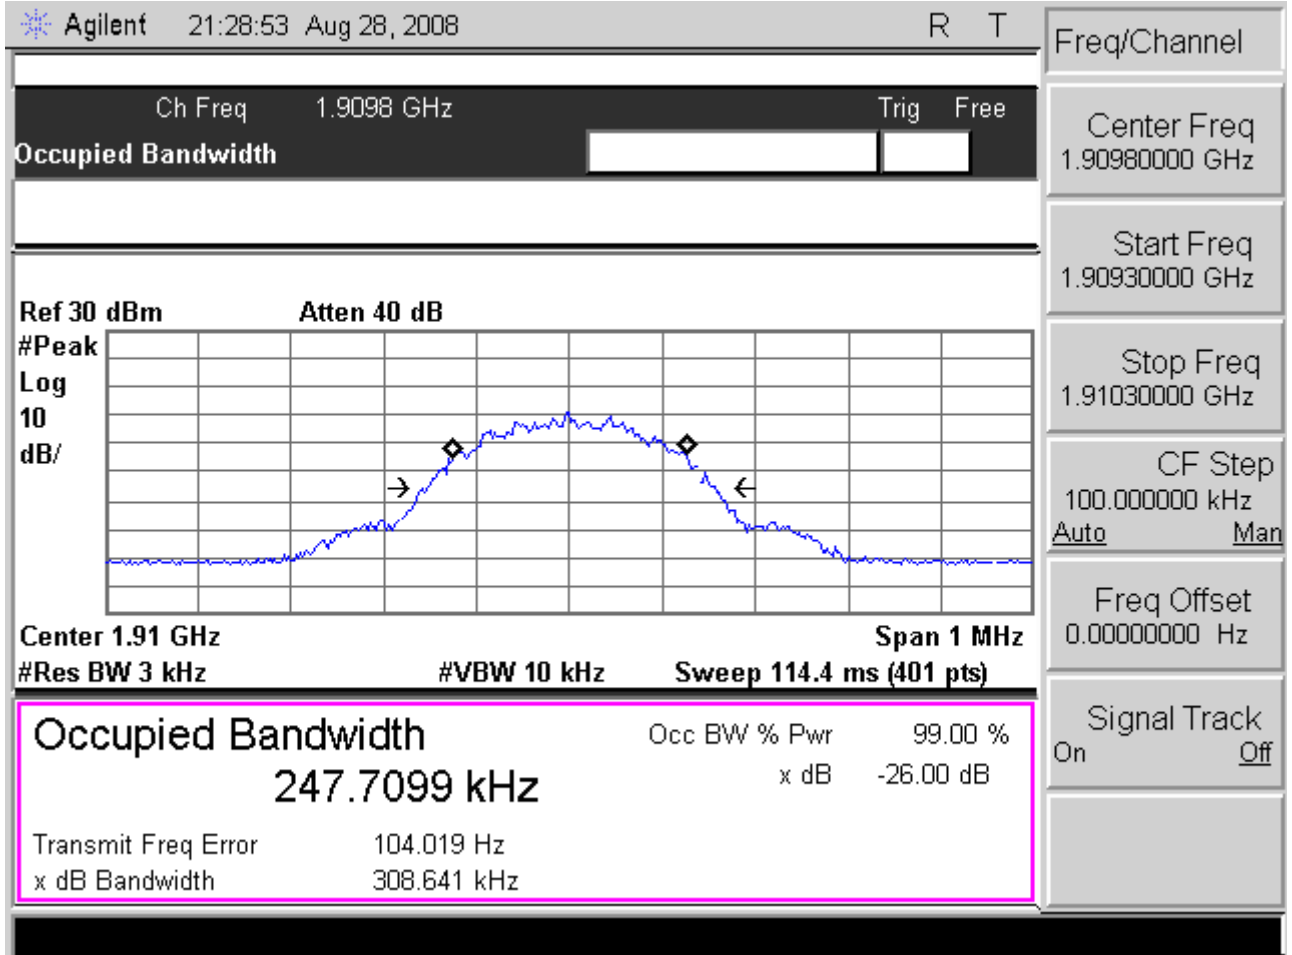 Agilent 21:28:53 Aug 28, 2008 R T
Freq/Channel
Ch Freq 1.9098 GHz Trig Free
Occupied Bandwidth
Center Freq
1.90980000 GHz
Start Freq
1.90930000 GHz
Stop Freq
1.91030000 GHz
CF Step
100.000000 kHz
Auto Man
Freq Offset
0.00000000 Hz
Signal Track
On Off
Ref 30 dBm Atten 40 dB
#Peak
Log
10
dB/
Center 1.91 GHz Span 1 MHz
#Res BW 3 kHz #VBW 10 kHz Sweep 114.4 ms (401 pts)
Occupied Bandwidth Occ BW % Pwr 99.00 %
247.7099 kHz x dB -26.00 dB
Transmit Freq Error 104.019 Hz
x dB Bandwidth 308.641 kHz